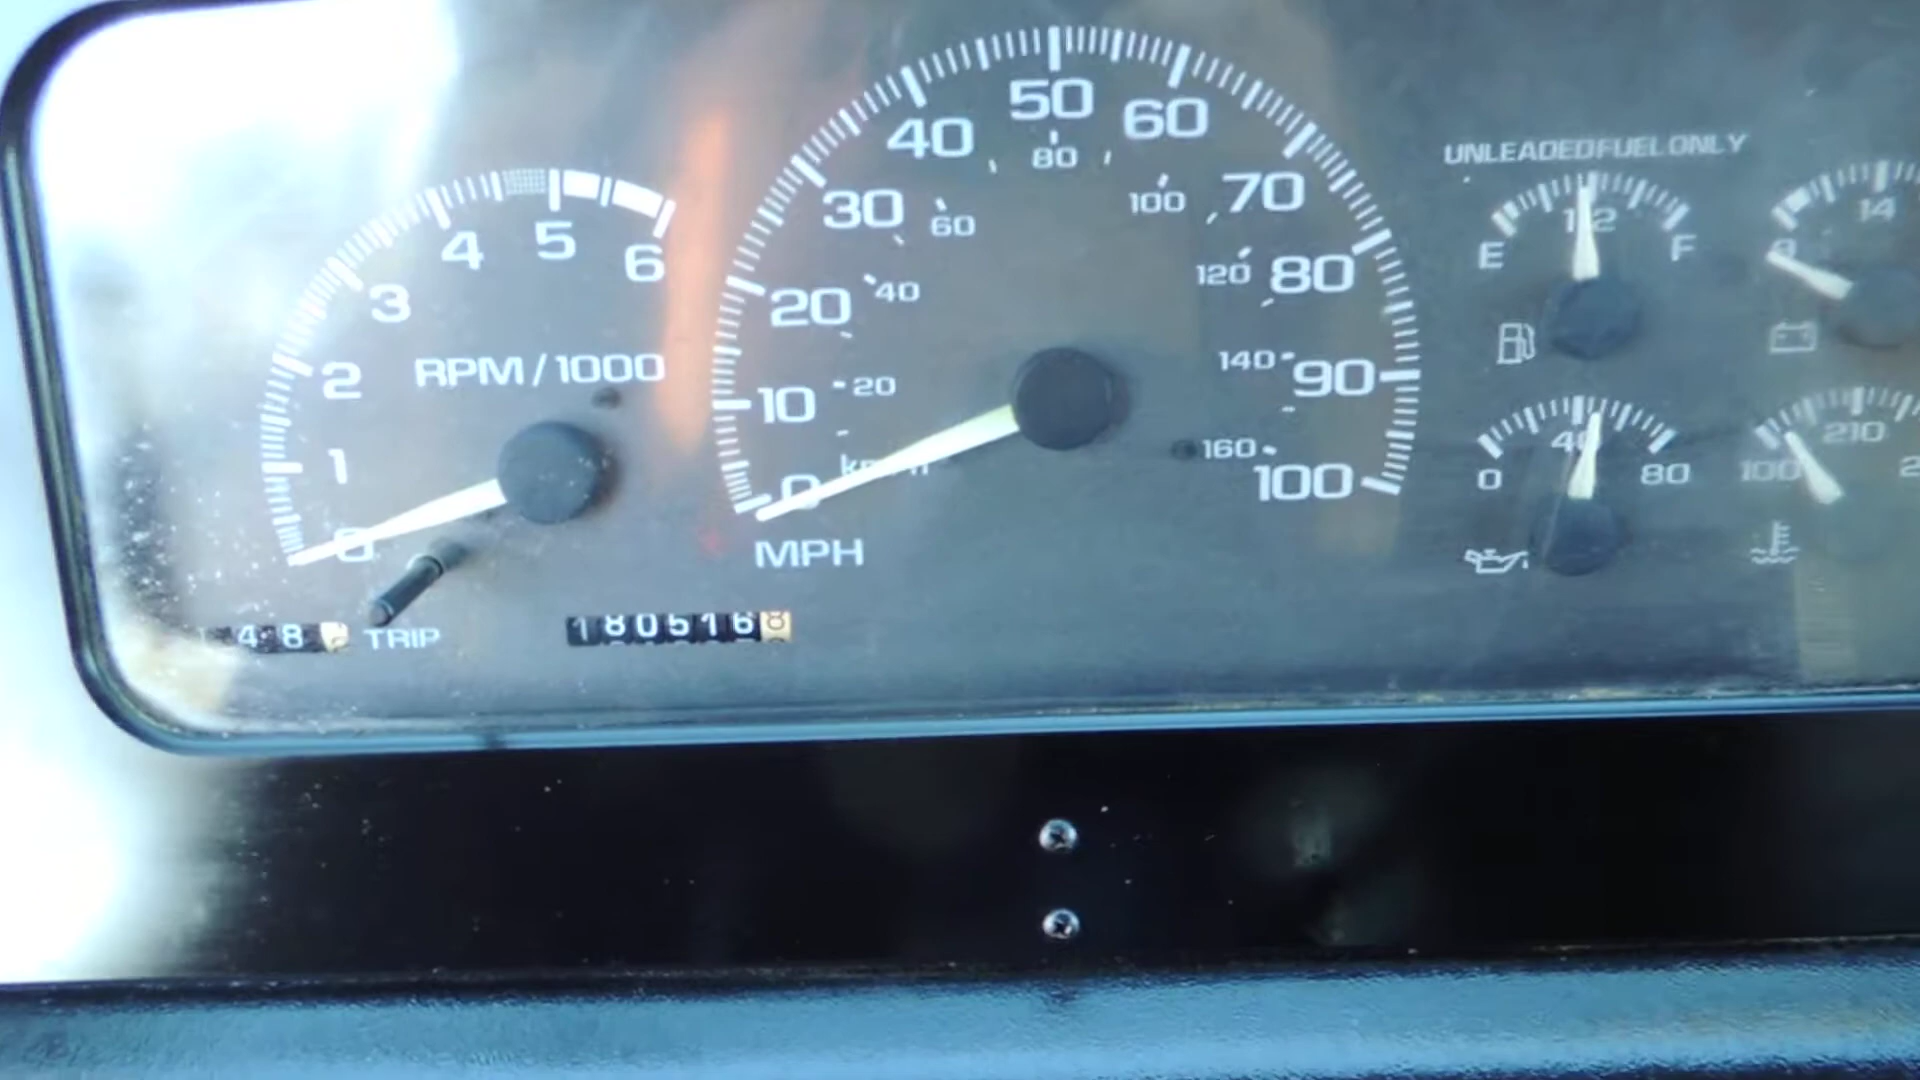 0 1 2 3 4 5 6
RPM/1000
0 10 20 30 40 50 60 70 80 90 100
20 40 60 80 100 120 140 160
MPH
UNLEADED FUEL ONLY
E 1/2 F
14
0 40 80
100 210
48 TRIP
1805168